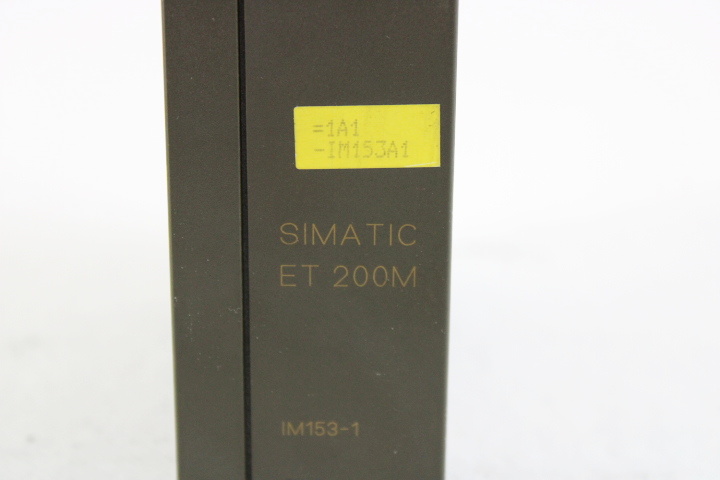 =1A1
-IM153A1
SIMATIC
ET 200M
IM153-1